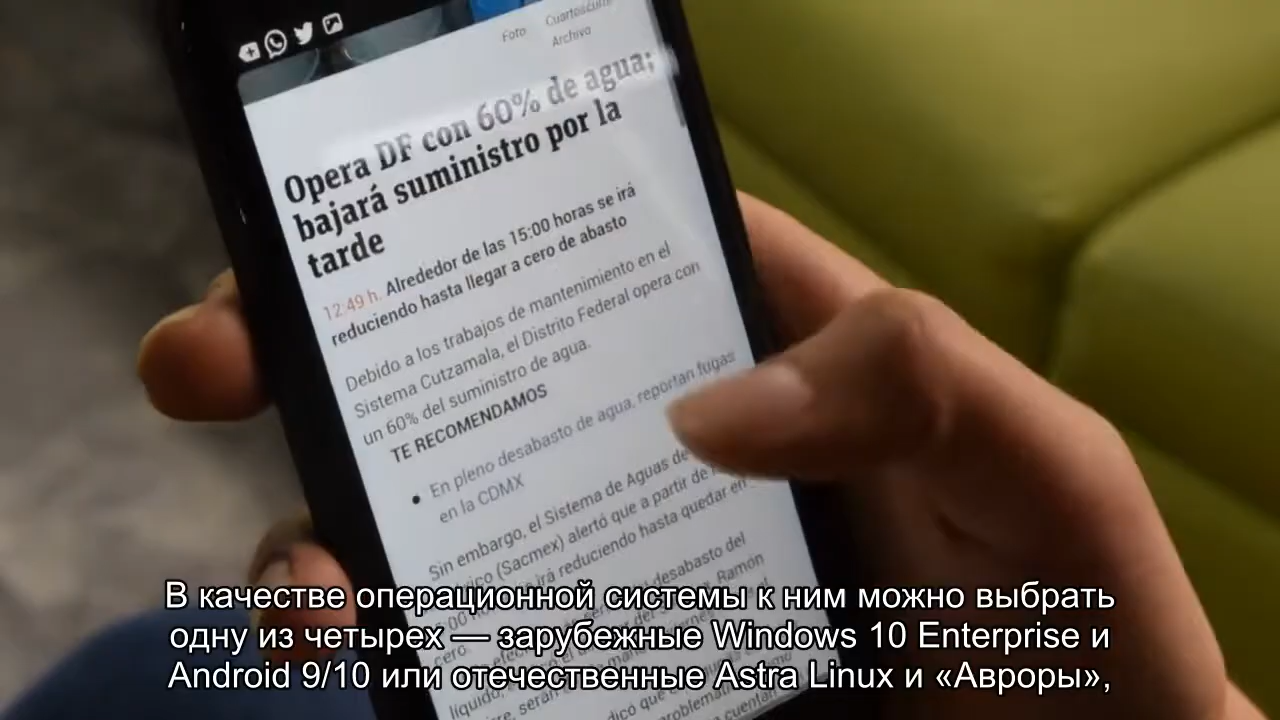 Foto
Cuartoscuro
Archivo
Opera DF con 60% de agua;
bajará suministro por la
tarde
12:49 h. Alrededor de las 15:00 horas se irá
reduciendo hasta llegar a cero de abasto
Debido a los trabajos de mantenimiento en el
Sistema Cutzamala, el Distrito Federal opera con
un 60% del suministro de agua.
TE RECOMENDAMOS
• En pleno desabasto de agua, reportan fugas
en la CDMX
Sin embargo, el Sistema de Aguas de
(Sacmex) alertó que a partir de
irá reduciendo hasta quedar en
cero.
desabasto del
Ramón
В качестве операционной системы к ним можно выбрать
одну из четырех — зарубежные Windows 10 Enterprise и
Android 9/10 или отечественные Astra Linux и «Авроры»,